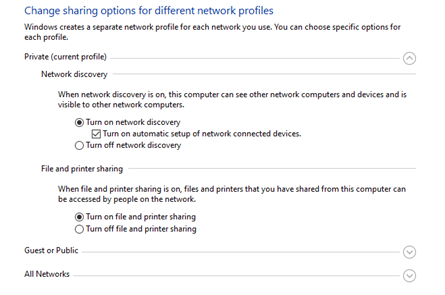 Change sharing options for different network profiles
Windows creates a separate network profile for each network you use. You can choose specific options for
each profile.
Private (current profile)
Network discovery
When network discovery is on, this computer can see other network computers and devices and is
visible to other network computers.
Turn on network discovery
Turn on automatic setup of network connected devices.
Turn off network discovery
File and printer sharing
When file and printer sharing is on, files and printers that you have shared from this computer can
be accessed by people on the network.
Turn on file and printer sharing
Turn off file and printer sharing
Guest or Public
All Networks